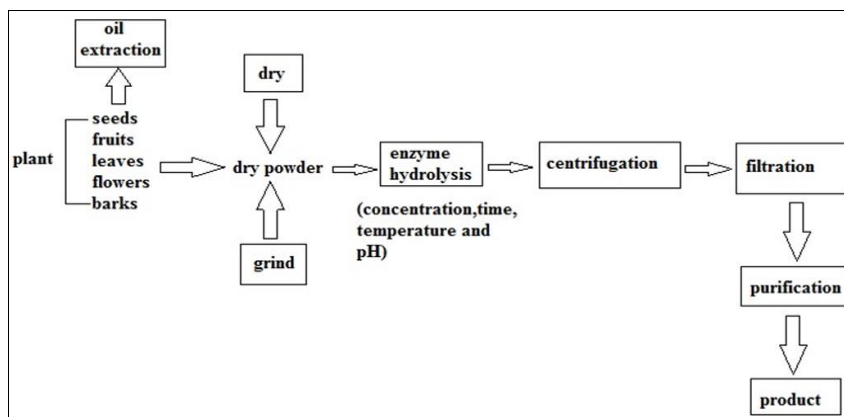 oil
extraction
dry
plant
seeds
fruits
leaves
flowers
barks
dry powder
grind
enzyme
hydrolysis
(concentration,time,
temperature and
pH)
centrifugation
filtration
purification
product